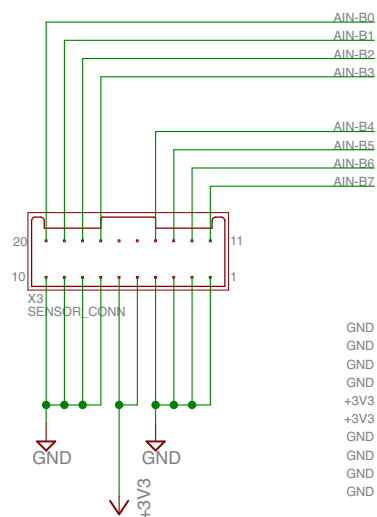 AIN-B0
AIN-B1
AIN-B2
AIN-B3
AIN-B4
AIN-B5
AIN-B6
AIN-B7
20
11
10
1
X3
SENSOR_CONN
GND
GND
GND
GND
+3V3
+3V3
GND
GND
GND
GND
GND
GND
+3V3